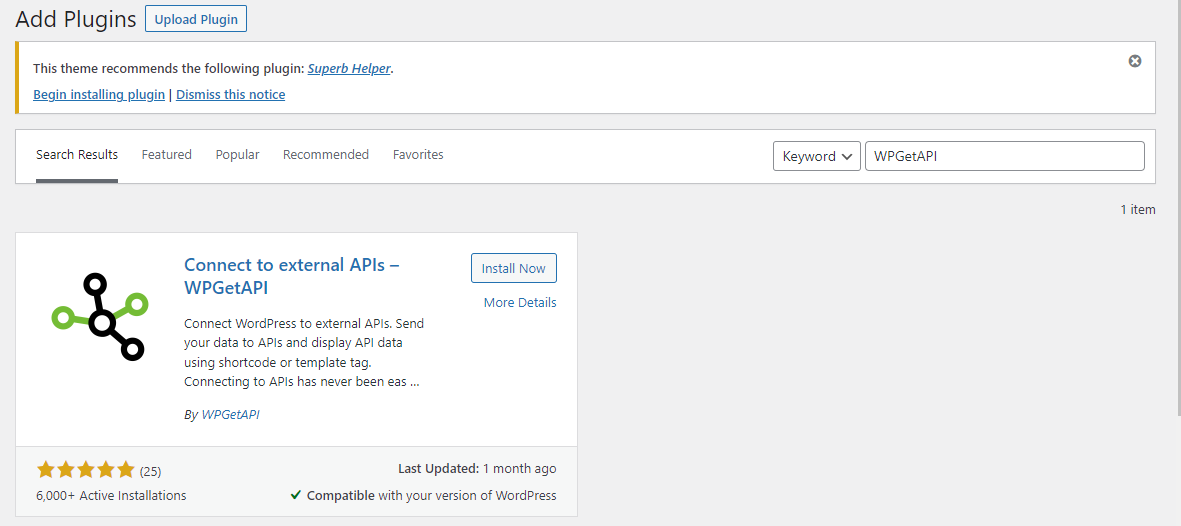 Add Plugins Upload Plugin
This theme recommends the following plugin: Superb Helper.
Begin installing plugin | Dismiss this notice
Search Results Featured Popular Recommended Favorites Keyword WPGetAPI
1 item
Connect to external APIs –
WPGetAPI
Install Now
More Details
Connect WordPress to external APIs. Send
your data to APIs and display API data
using shortcode or template tag.
Connecting to APIs has never been eas ...
By WPGetAPI
(25) Last Updated: 1 month ago
6,000+ Active Installations Compatible with your version of WordPress